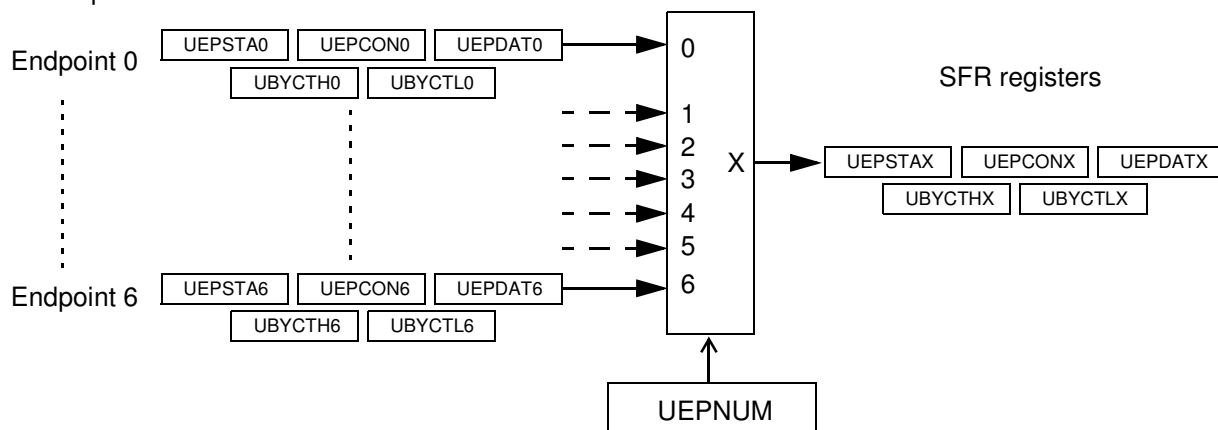 Endpoint 0
UEPSTA0 UEPCON0 UEPDAT0
UBYCTH0 UBYCTL0
0
1
2
3
4
5
6
X
SFR registers
UEPSTAX UEPCONX UEPDATX
UBYCTHX UBYCTLX
Endpoint 6
UEPSTA6 UEPCON6 UEPDAT6
UBYCTH6 UBYCTL6
UEPNUM